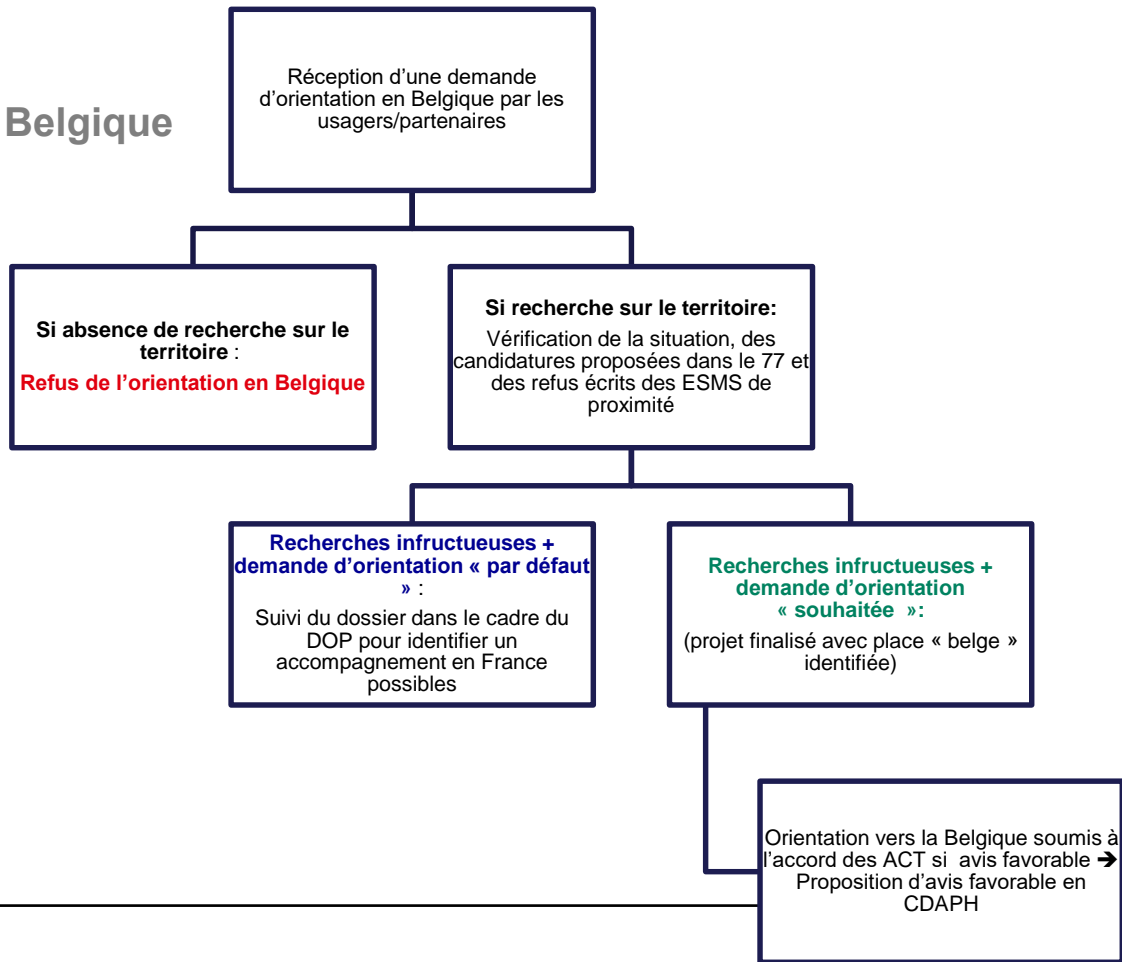 Belgique
Réception d’une demande
d’orientation en Belgique par les
usagers/partenaires
Si absence de recherche sur le
territoire :
Refus de l’orientation en Belgique
Si recherche sur le territoire:
Vérification de la situation, des
candidatures proposées dans le 77 et
des refus écrits des ESMS de
proximité
Recherches infructueuses +
demande d’orientation « par défaut
» :
Suivi du dossier dans le cadre du
DOP pour identifier un
accompagnement en France
possibles
Recherches infructueuses +
demande d’orientation
« souhaitée »:
(projet finalisé avec place « belge »
identifiée)
Orientation vers la Belgique soumis à
l’accord des ACT si avis favorable ➔
Proposition d’avis favorable en
CDAPH